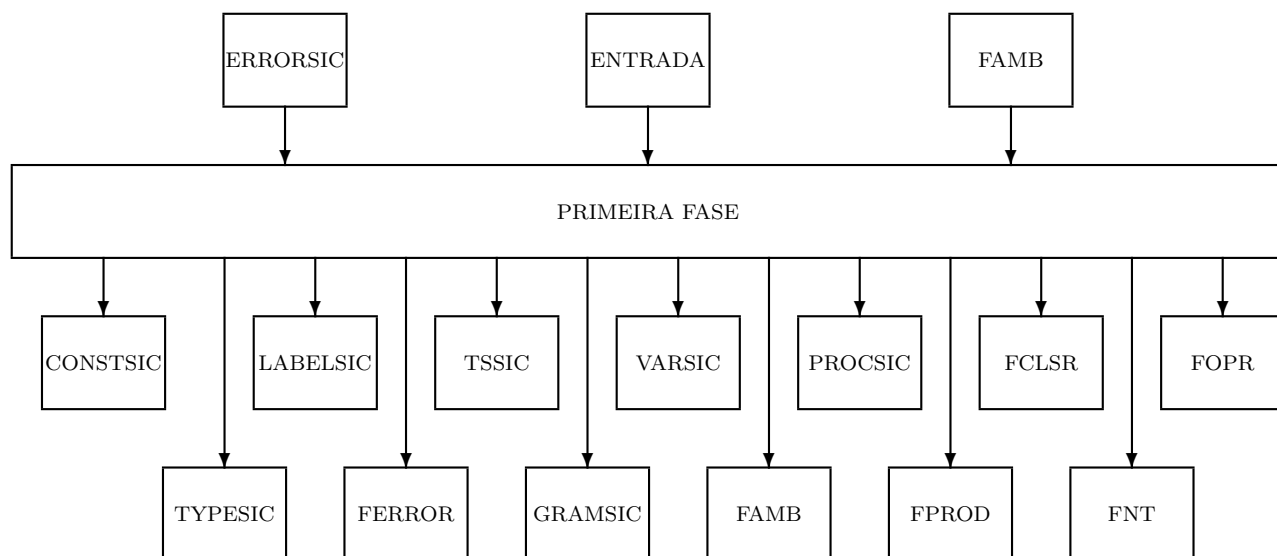 ERRORSIC
ENTRADA
FAMB
PRIMEIRA FASE
CONSTSIC
LABELSIC
TSSIC
VARSIC
PROCSIC
FCLSR
FOPR
TYPESIC
FERROR
GRAMSIC
FAMB
FPROD
FNT